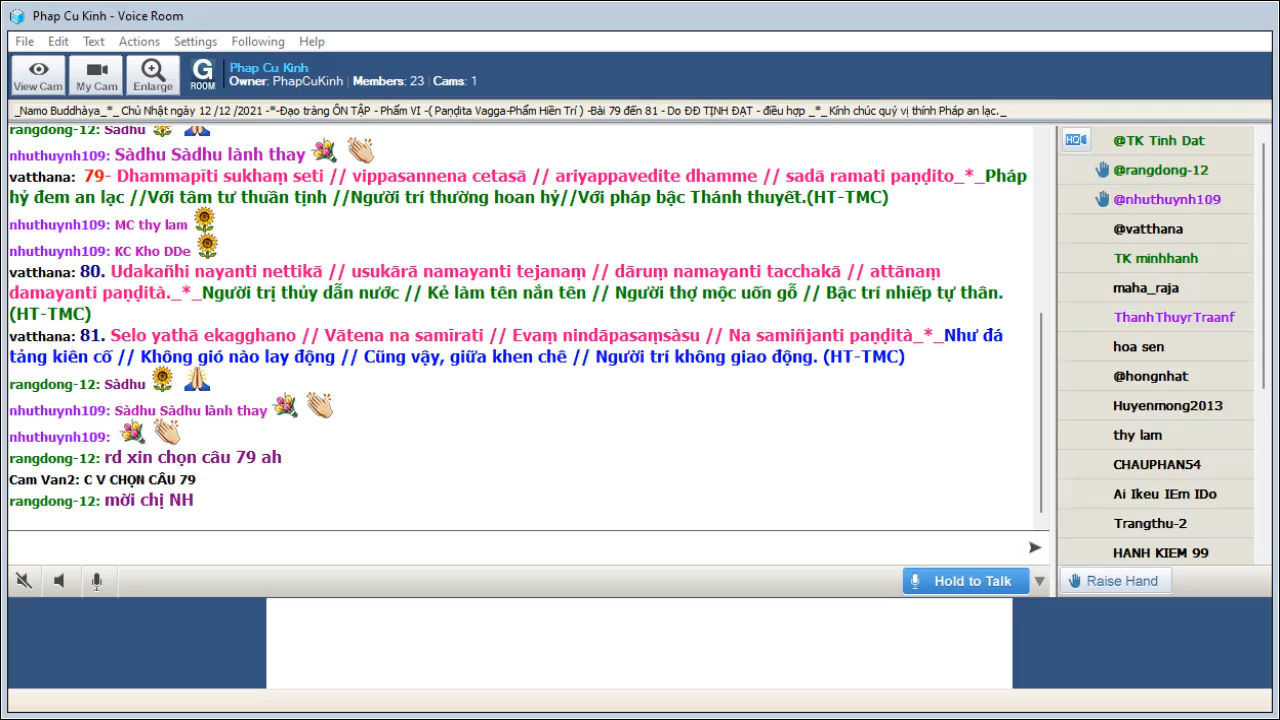 Phap Cu Kinh - Voice Room
File Edit Text Actions Settings Following Help
View Cam My Cam Enlarge G ROOM
Phap Cu Kinh
Owner: PhapCuKinh | Members: 23 | Cams: 1
_Namo Buddhàya_*_ Chủ Nhật ngày 12 /12 /2021 -*-Đạo tràng ÔN TẬP - Phẩm VI -( Paṇḍita Vagga-Phẩm Hiền Trí ) -Bài 79 đến 81 - Do ĐĐ TỊNH ĐẠT - điều hợp _*_Kính chúc quý vị thính Pháp an lạc._
rangdong-12: Sàdhu
nhuthuynh109: Sàdhu Sàdhu lành thay
vatthana: 79- Dhammapīti sukhaṃ seti // vippasannena cetasā // ariyappavedite dhamme // sadā ramati paṇḍito_*_Pháp
hỷ đem an lạc //Với tâm tư thuần tịnh //Người trí thường hoan hỷ//Với pháp bậc Thánh thuyết.(HT-TMC)
nhuthuynh109: MC thy lam
nhuthuynh109: KC Kho DDe
vatthana: 80. Udakañhi nayanti nettikā // usukārā namayanti tejanaṃ // dāruṃ namayanti tacchakā // attānaṃ
damayanti paṇḍità._*_Người trị thủy dẫn nước // Kẻ làm tên nắn tên // Người thợ mộc uốn gỗ // Bậc trí nhiếp tự thân.
(HT-TMC)
vatthana: 81. Selo yathā ekagghano // Vātena na samīrati // Evaṃ nindāpasaṃsàsu // Na samiñjanti paṇḍità_*_Như đá
tảng kiên cố // Không gió nào lay động // Cũng vậy, giữa khen chê // Người trí không giao động. (HT-TMC)
rangdong-12: Sàdhu
nhuthuynh109: Sàdhu Sàdhu lành thay
nhuthuynh109:
rangdong-12: rd xin chọn câu 79 ah
Cam Van2: C V CHỌN CÂU 79
rangdong-12: mời chị NH
Hold to Talk
HQ
@TK Tinh Dat
@rangdong-12
@nhuthuynh109
@vatthana
TK minhhanh
maha_raja
ThanhThuyrTraanf
hoa sen
@hongnhat
Huyenmong2013
thy lam
CHAUPHAN54
Ai Ikeu IEm IDo
Trangthu-2
HANH KIEM 99
Raise Hand